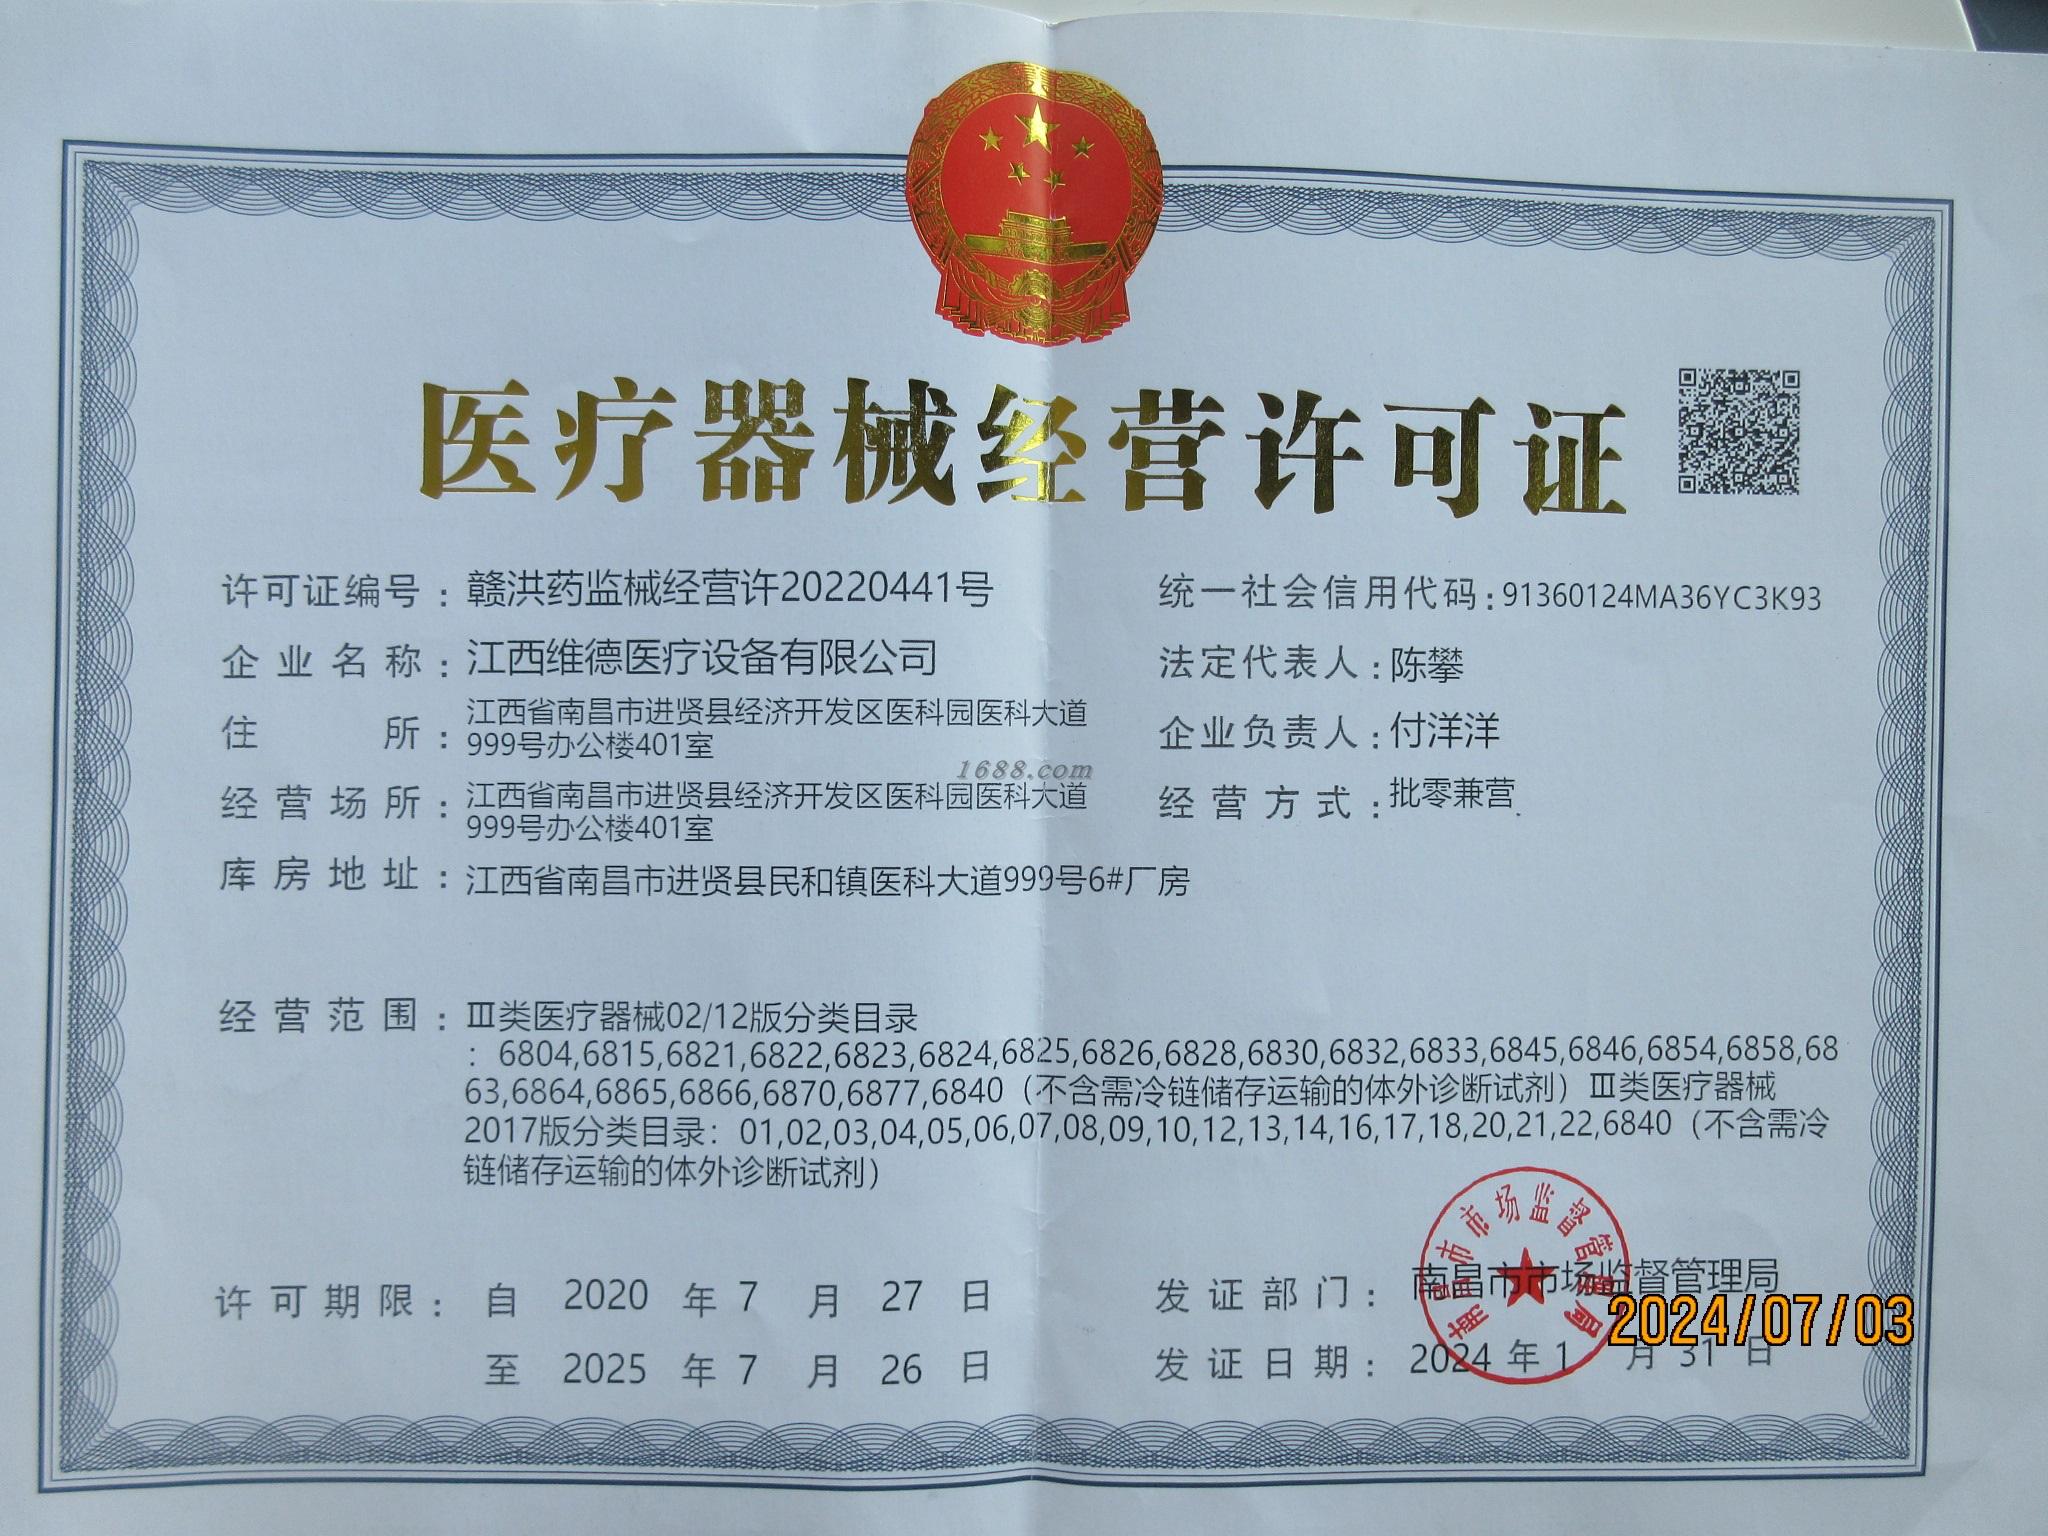 医疗器械经营许可证
许可证编号：赣洪药监械经营许20220441号
统一社会信用代码：91360124MA36YC3K93
企业名称：江西维德医疗设备有限公司
法定代表人：陈攀
住所：江西省南昌市进贤县经济开发区医科园医科大道
999号办公楼401室
企业负责人：付洋洋
1688.com
经营场所：江西省南昌市进贤县经济开发区医科园医科大道
999号办公楼401室
经营方式：批零兼营
库房地址：江西省南昌市进贤县民和镇医科大道999号6#厂房
经营范围：Ⅲ类医疗器械02/12版分类目录
：6804,6815,6821,6822,6823,6824,6825,6826,6828,6830,6832,6833,6845,6846,6854,6858,68
63,6864,6865,6866,6870,6877,6840（不含需冷链储存运输的体外诊断试剂）Ⅲ类医疗器械
2017版分类目录：01,02,03,04,05,06,07,08,09,10,12,13,14,16,17,18,20,21,22,6840（不含需冷
链储存运输的体外诊断试剂）
许可期限：自 2020 年 7 月 27 日
至 2025 年 7 月 26 日
发证部门：南昌市市场监督管理局
发证日期：2024 年 1 月 31 日
南昌市市场监督管理局
2024/07/03